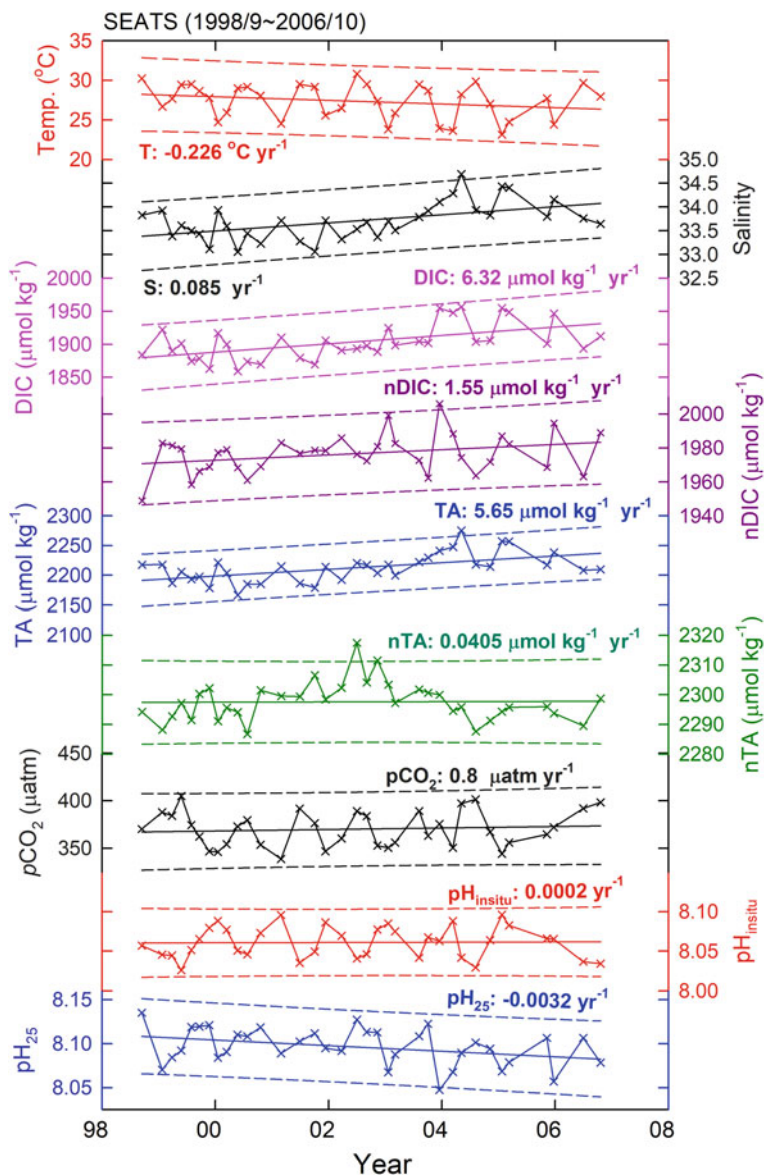 SEATS (1998/9~2006/10)
35
30
25
20
Temp. (°C)
T: -0.226 °C yr⁻¹
35.0
34.5
34.0
33.5
33.0
32.5
Salinity
S: 0.085 yr⁻¹
2000
1950
1900
1850
DIC (μmol kg⁻¹)
DIC: 6.32 μmol kg⁻¹ yr⁻¹
nDIC: 1.55 μmol kg⁻¹ yr⁻¹
2000
1980
1960
1940
nDIC (μmol kg⁻¹)
2300
2250
2200
2150
2100
TA (μmol kg⁻¹)
TA: 5.65 μmol kg⁻¹ yr⁻¹
nTA: 0.0405 μmol kg⁻¹ yr⁻¹
2320
2310
2300
2290
2280
nTA (μmol kg⁻¹)
450
400
350
pCO₂ (μatm)
pCO₂: 0.8 μatm yr⁻¹
pH insitu: 0.0002 yr⁻¹
8.10
8.05
8.00
pH insitu
8.15
8.10
8.05
pH₂₅
pH₂₅: -0.0032 yr⁻¹
98 00 02 04 06 08
Year